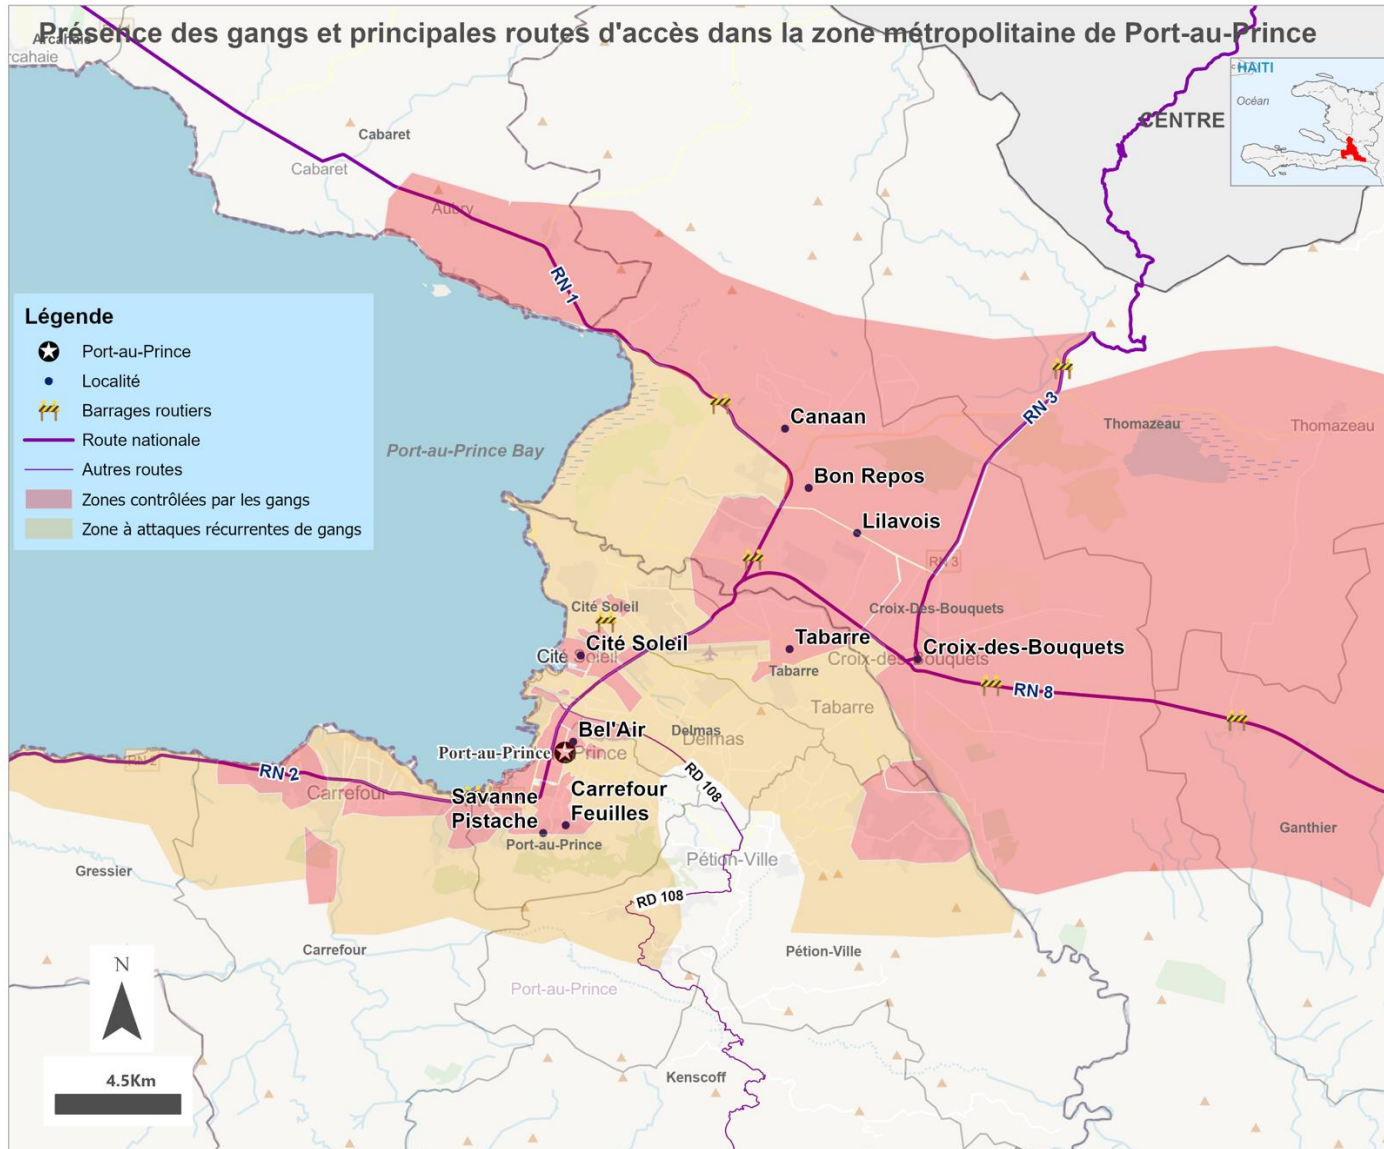 Présence des gangs et principales routes d'accès dans la zone métropolitaine de Port-au-Prince
Arcahaie
rcahaie
HAITI
Océan
CENTRE
Cabaret
Cabaret
Aubry
RN 1
Légende
Port-au-Prince
Localité
Barrages routiers
Route nationale
Autres routes
Zones contrôlées par les gangs
Zone à attaques récurrentes de gangs
Port-au-Prince Bay
RN 3
Canaan
Thomazeau
Thomazeau
Bon Repos
Lilavois
RN 3
Cité Soleil
Croix-Des-Bouquets
Cité Soleil
Cité Soleil
Tabarre
Croix-des-Bouquets
Croix-des-Bouquets
Tabarre
RN 8
Tabarre
Bel'Air
Delmas
Delmas
Port-au-Prince
Prince
RN 2
RN 2
RD 108
Carrefour
Savanne
Pistache
Carrefour
Feuilles
Port-au-Prince
Ganthier
Pétion-Ville
Gressier
RD 108
Carrefour
Pétion-Ville
N
Port-au-Prince
4.5Km
Kenscoff